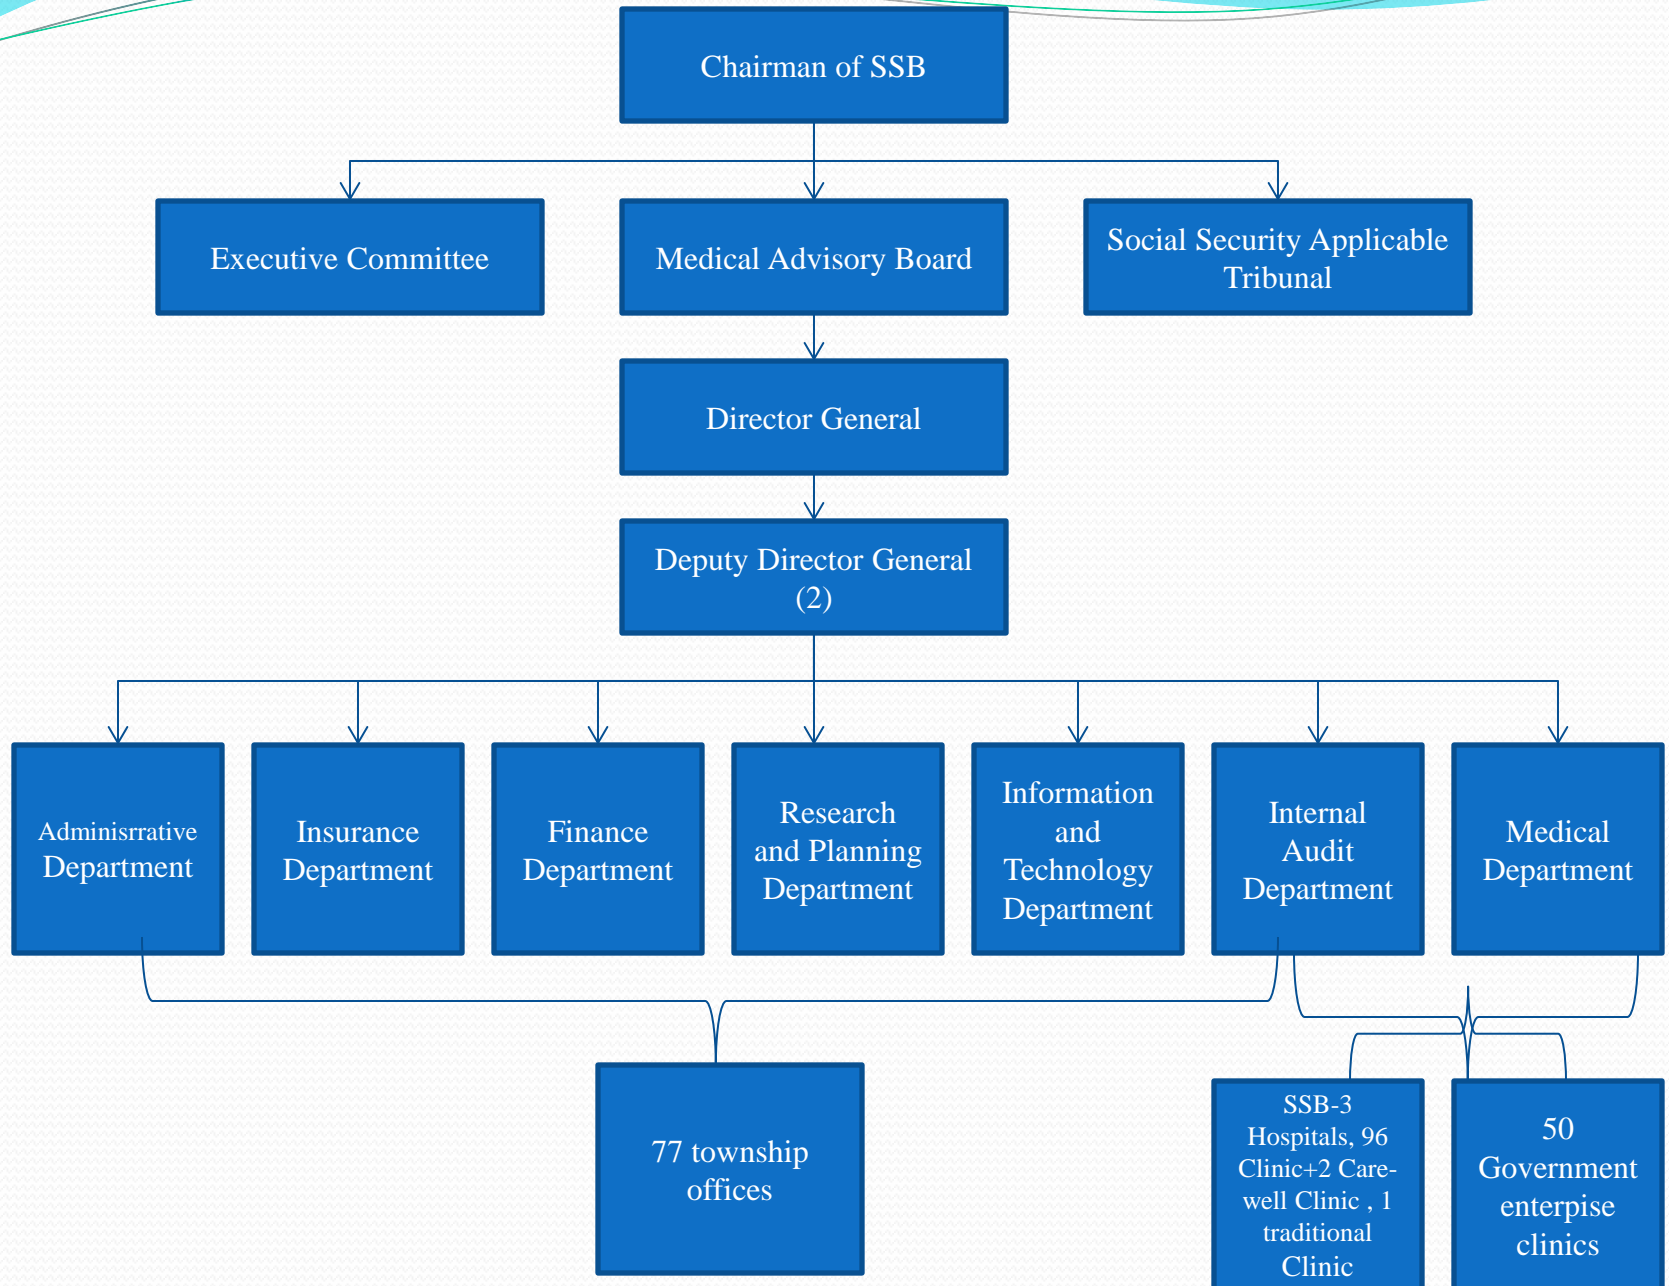 Chairman of SSB
Executive Committee
Medical Advisory Board
Social Security Applicable
Tribunal
Director General
Deputy Director General
(2)
Adminisrrative
Department
Insurance
Department
Finance
Department
Research
and Planning
Department
Information
and
Technology
Department
Internal
Audit
Department
Medical
Department
77 township
offices
SSB-3
Hospitals, 96
Clinic+2 Care-
well Clinic , 1
traditional
Clinic
50
Government
enterpise
clinics